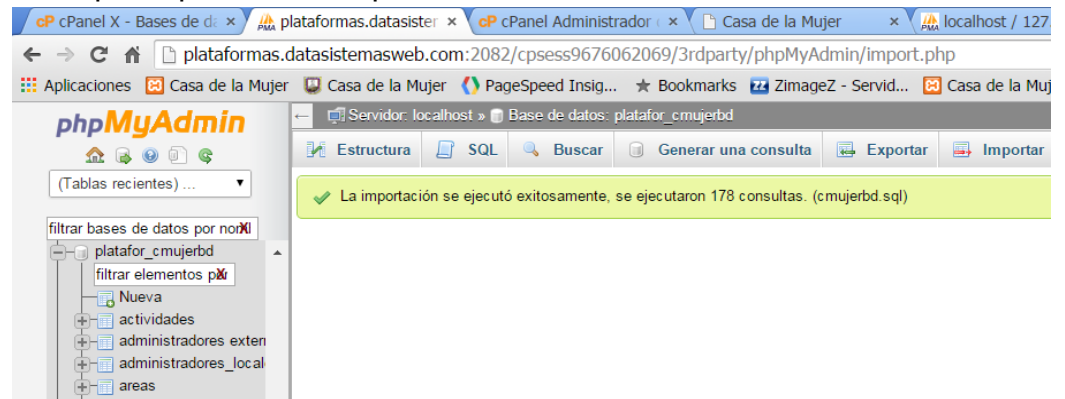 cPanel X - Bases de da
plataformas.datasister
cPanel Administrador
Casa de la Mujer
localhost / 127.
plataformas.datasistemasweb.com:2082/cpsess9676062069/3rdparty/phpMyAdmin/import.php
Aplicaciones
Casa de la Mujer
Casa de la Mujer
PageSpeed Insig...
Bookmarks
ZimageZ - Servid...
Casa de la Muj
phpMyAdmin
Servidor: localhost » Base de datos: platafor_cmujerbd
Estructura
SQL
Buscar
Generar una consulta
Exportar
Importar
(Tablas recientes) ...
La importación se ejecutó exitosamente, se ejecutaron 178 consultas. (cmujerbd.sql)
filtrar bases de datos por nom
platafor_cmujerbd
filtrar elementos por
Nueva
actividades
administradores extern
administradores_local
areas